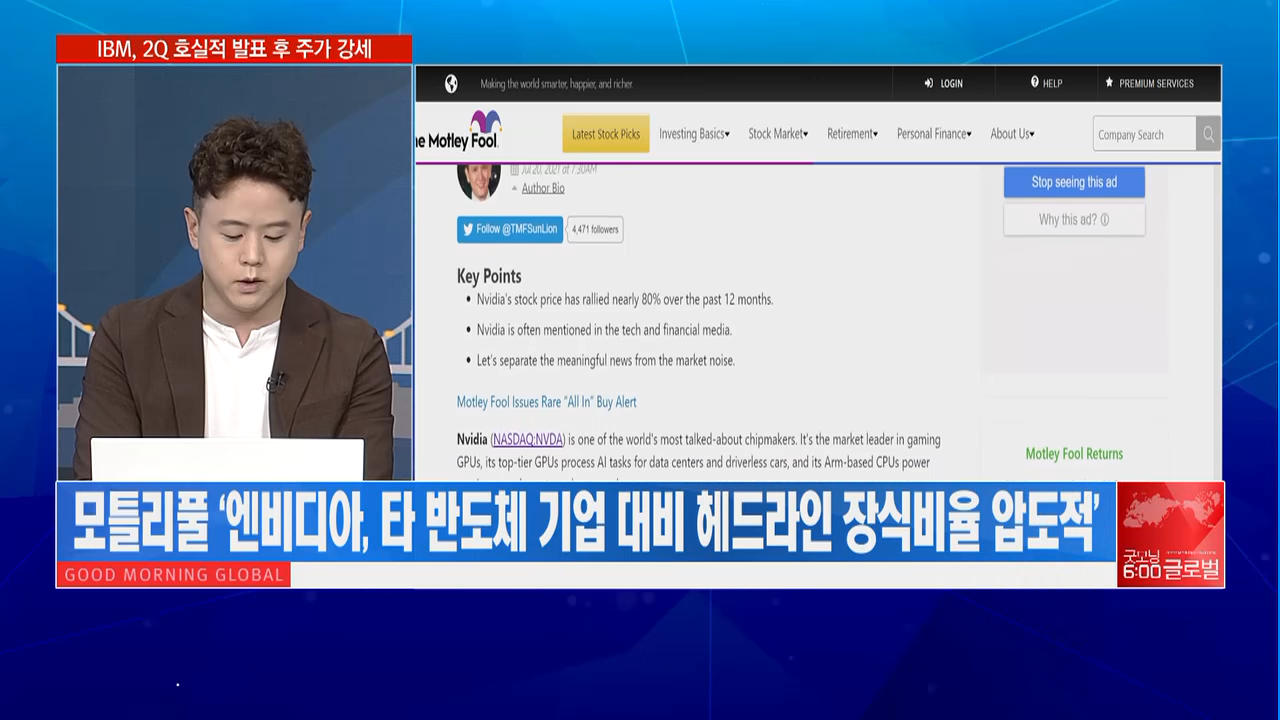 IBM, 2Q 호실적 발표 후 주가 강세
Making the world smarter, happier, and richer.
LOGIN
HELP
PREMIUM SERVICES
he Motley Fool.
Latest Stock Picks
Investing Basics
Stock Market
Retirement
Personal Finance
About Us
Company Search
Jul 20, 2021 at 7:30AM
Author Bio
Stop seeing this ad
Why this ad?
Follow @TMFSunLion
4,471 followers
Key Points
• Nvidia's stock price has rallied nearly 80% over the past 12 months.
• Nvidia is often mentioned in the tech and financial media.
• Let's separate the meaningful news from the market noise.
Motley Fool Issues Rare “All In” Buy Alert
Nvidia (NASDAQ:NVDA) is one of the world's most talked-about chipmakers. It's the market leader in gaming
GPUs, its top-tier GPUs process AI tasks for data centers and driverless cars, and its Arm-based CPUs power
Motley Fool Returns
모틀리풀 ‘엔비디아, 타 반도체 기업 대비 헤드라인 장식비율 압도적’
GOOD MORNING GLOBAL
굿모닝
6:00 글로벌